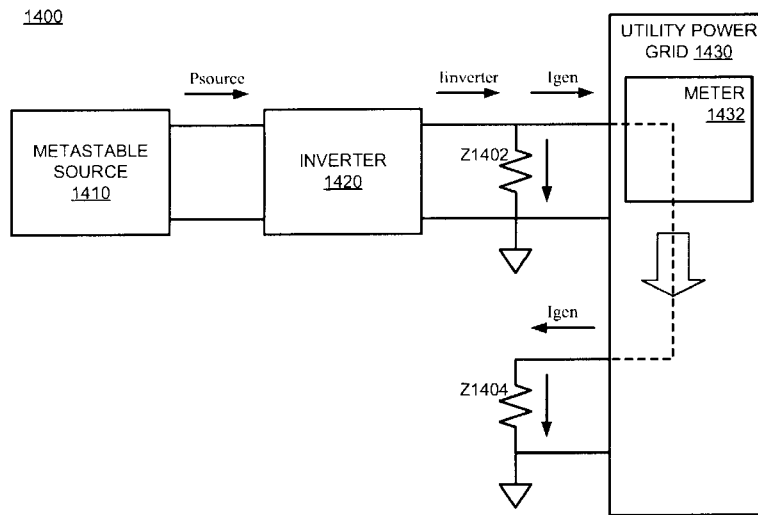 1400
UTILITY POWER
GRID 1430
Psource
Iinverter
Igen
METER
1432
METASTABLE
SOURCE
1410
INVERTER
1420
Z1402
Igen
Z1404